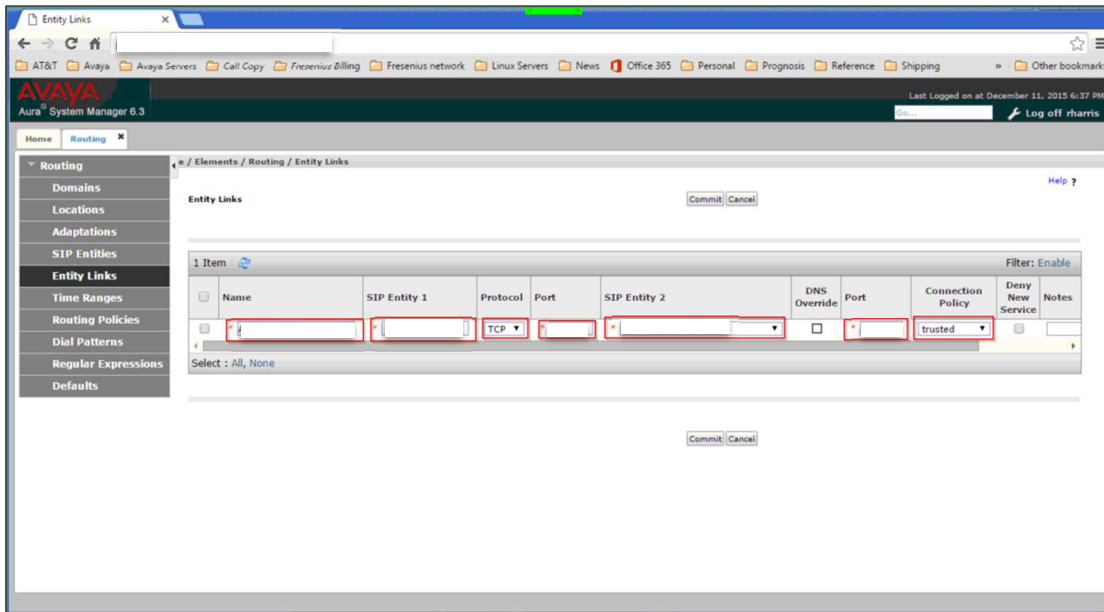 Entity Links
AT&T Avaya Avaya Servers Call Copy Fresenius Billing Fresenius network Linux Servers News Office 365 Personal Prognosis Reference Shipping » Other bookmark
AVAYA
Aura® System Manager 6.3
Last Logged on at December 11, 2015 6:37 PM
Go...
Log off rharris
Home Routing
Routing
Domains
Locations
Adaptations
SIP Entities
Entity Links
Time Ranges
Routing Policies
Dial Patterns
Regular Expressions
Defaults
e / Elements / Routing / Entity Links
Help ?
Entity Links
Commit Cancel
1 Item
Filter: Enable
Name SIP Entity 1 Protocol Port SIP Entity 2 DNS Override Port Connection Policy Deny New Service Notes
* * TCP * * * trusted
Select : All, None
Commit Cancel